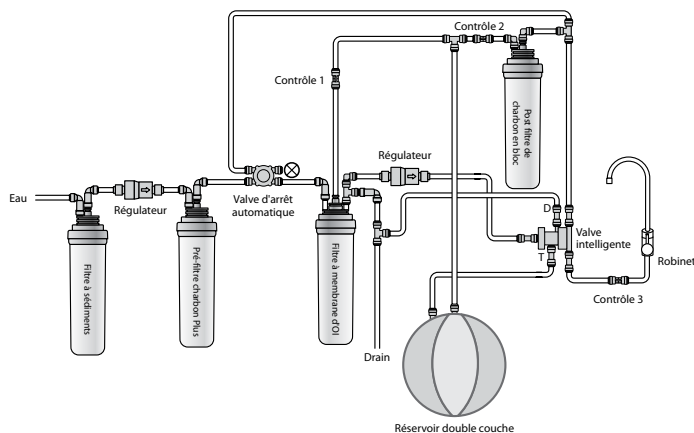 Contrôle 2
Contrôle 1
Post filtre de
charbon en bloc
Régulateur
Eau
Régulateur
Valve d'arrêt
automatique
D
Valve
intelligente
T
Robinet
Filtre à sédiments
Pré-filtre charbon Plus
Filtre à membrane d'OI
Contrôle 3
Drain
Réservoir double couche